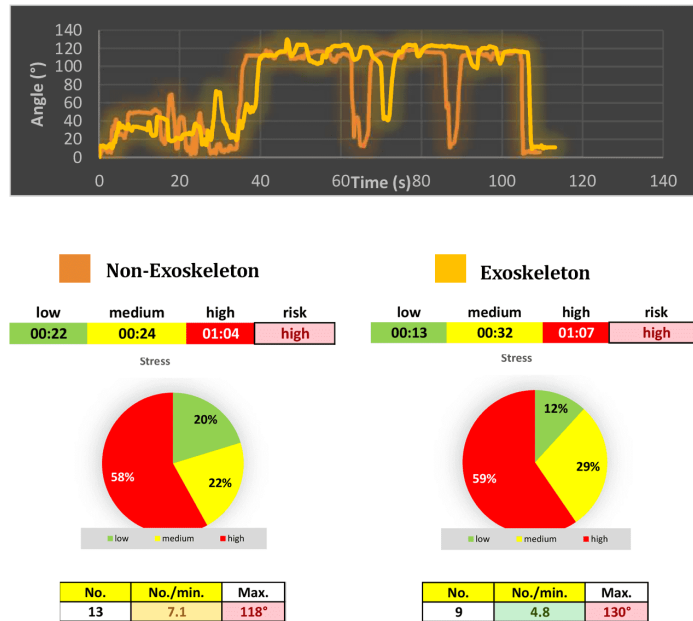 140
120
100
80
60
40
20
0
Angle (°)
0 20 40 60 Time (s) 80 100 120 140
Non-Exoskeleton Exoskeleton
low medium high risk low medium high risk
00:22 00:24 01:04 high 00:13 00:32 01:07 high
Stress Stress
20% 12%
58% 22% 59% 29%
low medium high low medium high
No. No./min. Max. No. No./min. Max.
13 7.1 118° 9 4.8 130°